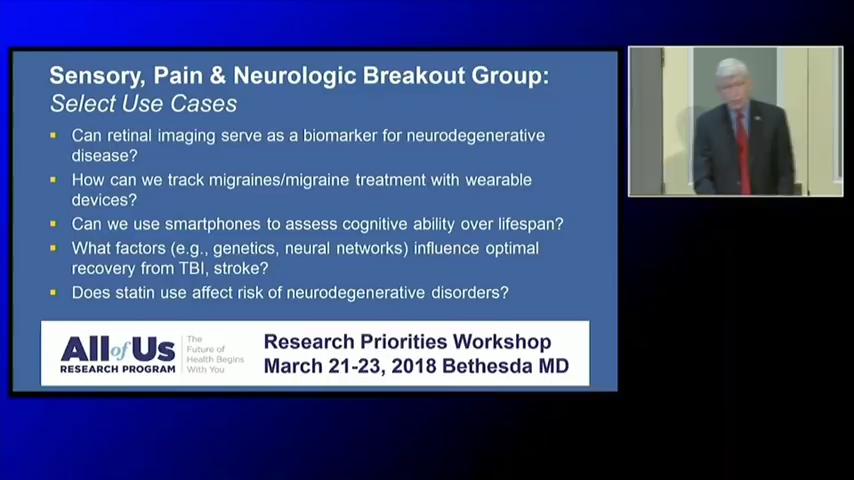 Sensory, Pain & Neurologic Breakout Group:
Select Use Cases
Can retinal imaging serve as a biomarker for neurodegenerative
disease?
How can we track migraines/migraine treatment with wearable
devices?
Can we use smartphones to assess cognitive ability over lifespan?
What factors (e.g., genetics, neural networks) influence optimal
recovery from TBI, stroke?
Does statin use affect risk of neurodegenerative disorders?
All of Us
RESEARCH PROGRAM
The
Future of
Health Begins
With You
Research Priorities Workshop
March 21-23, 2018 Bethesda MD